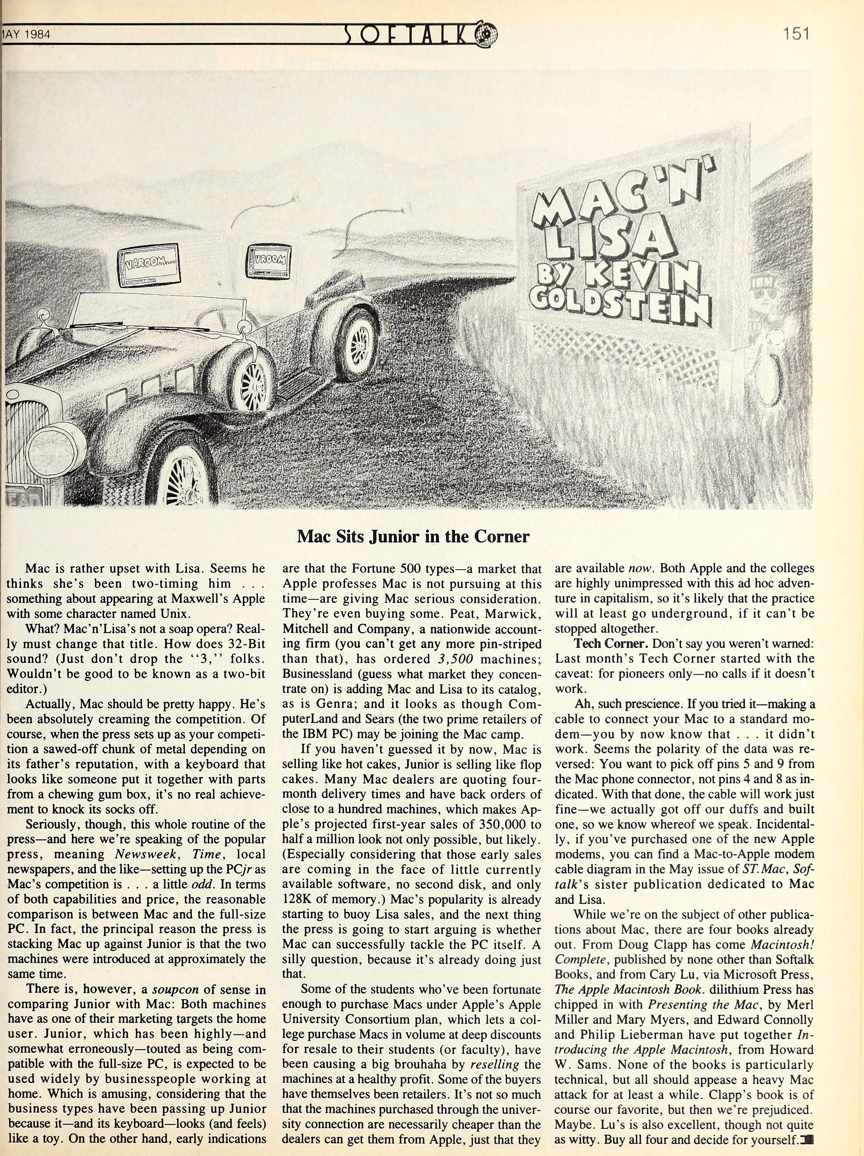 MAY 1984
SOFTALK
151
VAROOM....
VROOM
MAC'N'
LISA
BY KEVIN
GOLDSTEIN
Mac Sits Junior in the Corner
Mac is rather upset with Lisa. Seems he
thinks she's been two-timing him . . .
something about appearing at Maxwell's Apple
with some character named Unix.
What? Mac'n'Lisa's not a soap opera? Real-
ly must change that title. How does 32-Bit
sound? (Just don't drop the "3," folks.
Wouldn't be good to be known as a two-bit
editor.)
Actually, Mac should be pretty happy. He's
been absolutely creaming the competition. Of
course, when the press sets up as your competi-
tion a sawed-off chunk of metal depending on
its father's reputation, with a keyboard that
looks like someone put it together with parts
from a chewing gum box, it's no real achieve-
ment to knock its socks off.
Seriously, though, this whole routine of the
press—and here we're speaking of the popular
press, meaning Newsweek, Time, local
newspapers, and the like—setting up the PCjr as
Mac's competition is . . . a little odd. In terms
of both capabilities and price, the reasonable
comparison is between Mac and the full-size
PC. In fact, the principal reason the press is
stacking Mac up against Junior is that the two
machines were introduced at approximately the
same time.
There is, however, a soupcon of sense in
comparing Junior with Mac: Both machines
have as one of their marketing targets the home
user. Junior, which has been highly—and
somewhat erroneously—touted as being com-
patible with the full-size PC, is expected to be
used widely by businesspeople working at
home. Which is amusing, considering that the
business types have been passing up Junior
because it—and its keyboard—looks (and feels)
like a toy. On the other hand, early indications
are that the Fortune 500 types—a market that
Apple professes Mac is not pursuing at this
time—are giving Mac serious consideration.
They're even buying some. Peat, Marwick,
Mitchell and Company, a nationwide account-
ing firm (you can't get any more pin-striped
than that), has ordered 3,500 machines;
Businessland (guess what market they concen-
trate on) is adding Mac and Lisa to its catalog,
as is Genra; and it looks as though Com-
puterLand and Sears (the two prime retailers of
the IBM PC) may be joining the Mac camp.
If you haven't guessed it by now, Mac is
selling like hot cakes, Junior is selling like flop
cakes. Many Mac dealers are quoting four-
month delivery times and have back orders of
close to a hundred machines, which makes Ap-
ple's projected first-year sales of 350,000 to
half a million look not only possible, but likely.
(Especially considering that those early sales
are coming in the face of little currently
available software, no second disk, and only
128K of memory.) Mac's popularity is already
starting to buoy Lisa sales, and the next thing
the press is going to start arguing is whether
Mac can successfully tackle the PC itself. A
silly question, because it's already doing just
that.
Some of the students who've been fortunate
enough to purchase Macs under Apple's Apple
University Consortium plan, which lets a col-
lege purchase Macs in volume at deep discounts
for resale to their students (or faculty), have
been causing a big brouhaha by reselling the
machines at a healthy profit. Some of the buyers
have themselves been retailers. It's not so much
that the machines purchased through the univer-
sity connection are necessarily cheaper than the
dealers can get them from Apple, just that they
are available now. Both Apple and the colleges
are highly unimpressed with this ad hoc adven-
ture in capitalism, so it's likely that the practice
will at least go underground, if it can't be
stopped altogether.
Tech Corner. Don't say you weren't warned:
Last month's Tech Corner started with the
caveat: for pioneers only—no calls if it doesn't
work.
Ah, such prescience. If you tried it—making a
cable to connect your Mac to a standard mo-
dem—you by now know that . . . it didn't
work. Seems the polarity of the data was re-
versed: You want to pick off pins 5 and 9 from
the Mac phone connector, not pins 4 and 8 as in-
dicated. With that done, the cable will work just
fine—we actually got off our duffs and built
one, so we know whereof we speak. Incidental-
ly, if you've purchased one of the new Apple
modems, you can find a Mac-to-Apple modem
cable diagram in the May issue of ST.Mac, Sof-
talk's sister publication dedicated to Mac
and Lisa.
While we're on the subject of other publica-
tions about Mac, there are four books already
out. From Doug Clapp has come Macintosh!
Complete, published by none other than Softalk
Books, and from Cary Lu, via Microsoft Press,
The Apple Macintosh Book. dilithium Press has
chipped in with Presenting the Mac, by Merl
Miller and Mary Myers, and Edward Connolly
and Philip Lieberman have put together In-
troducing the Apple Macintosh, from Howard
W. Sams. None of the books is particularly
technical, but all should appease a heavy Mac
attack for at least a while. Clapp's book is of
course our favorite, but then we're prejudiced.
Maybe. Lu's is also excellent, though not quite
as witty. Buy all four and decide for yourself.